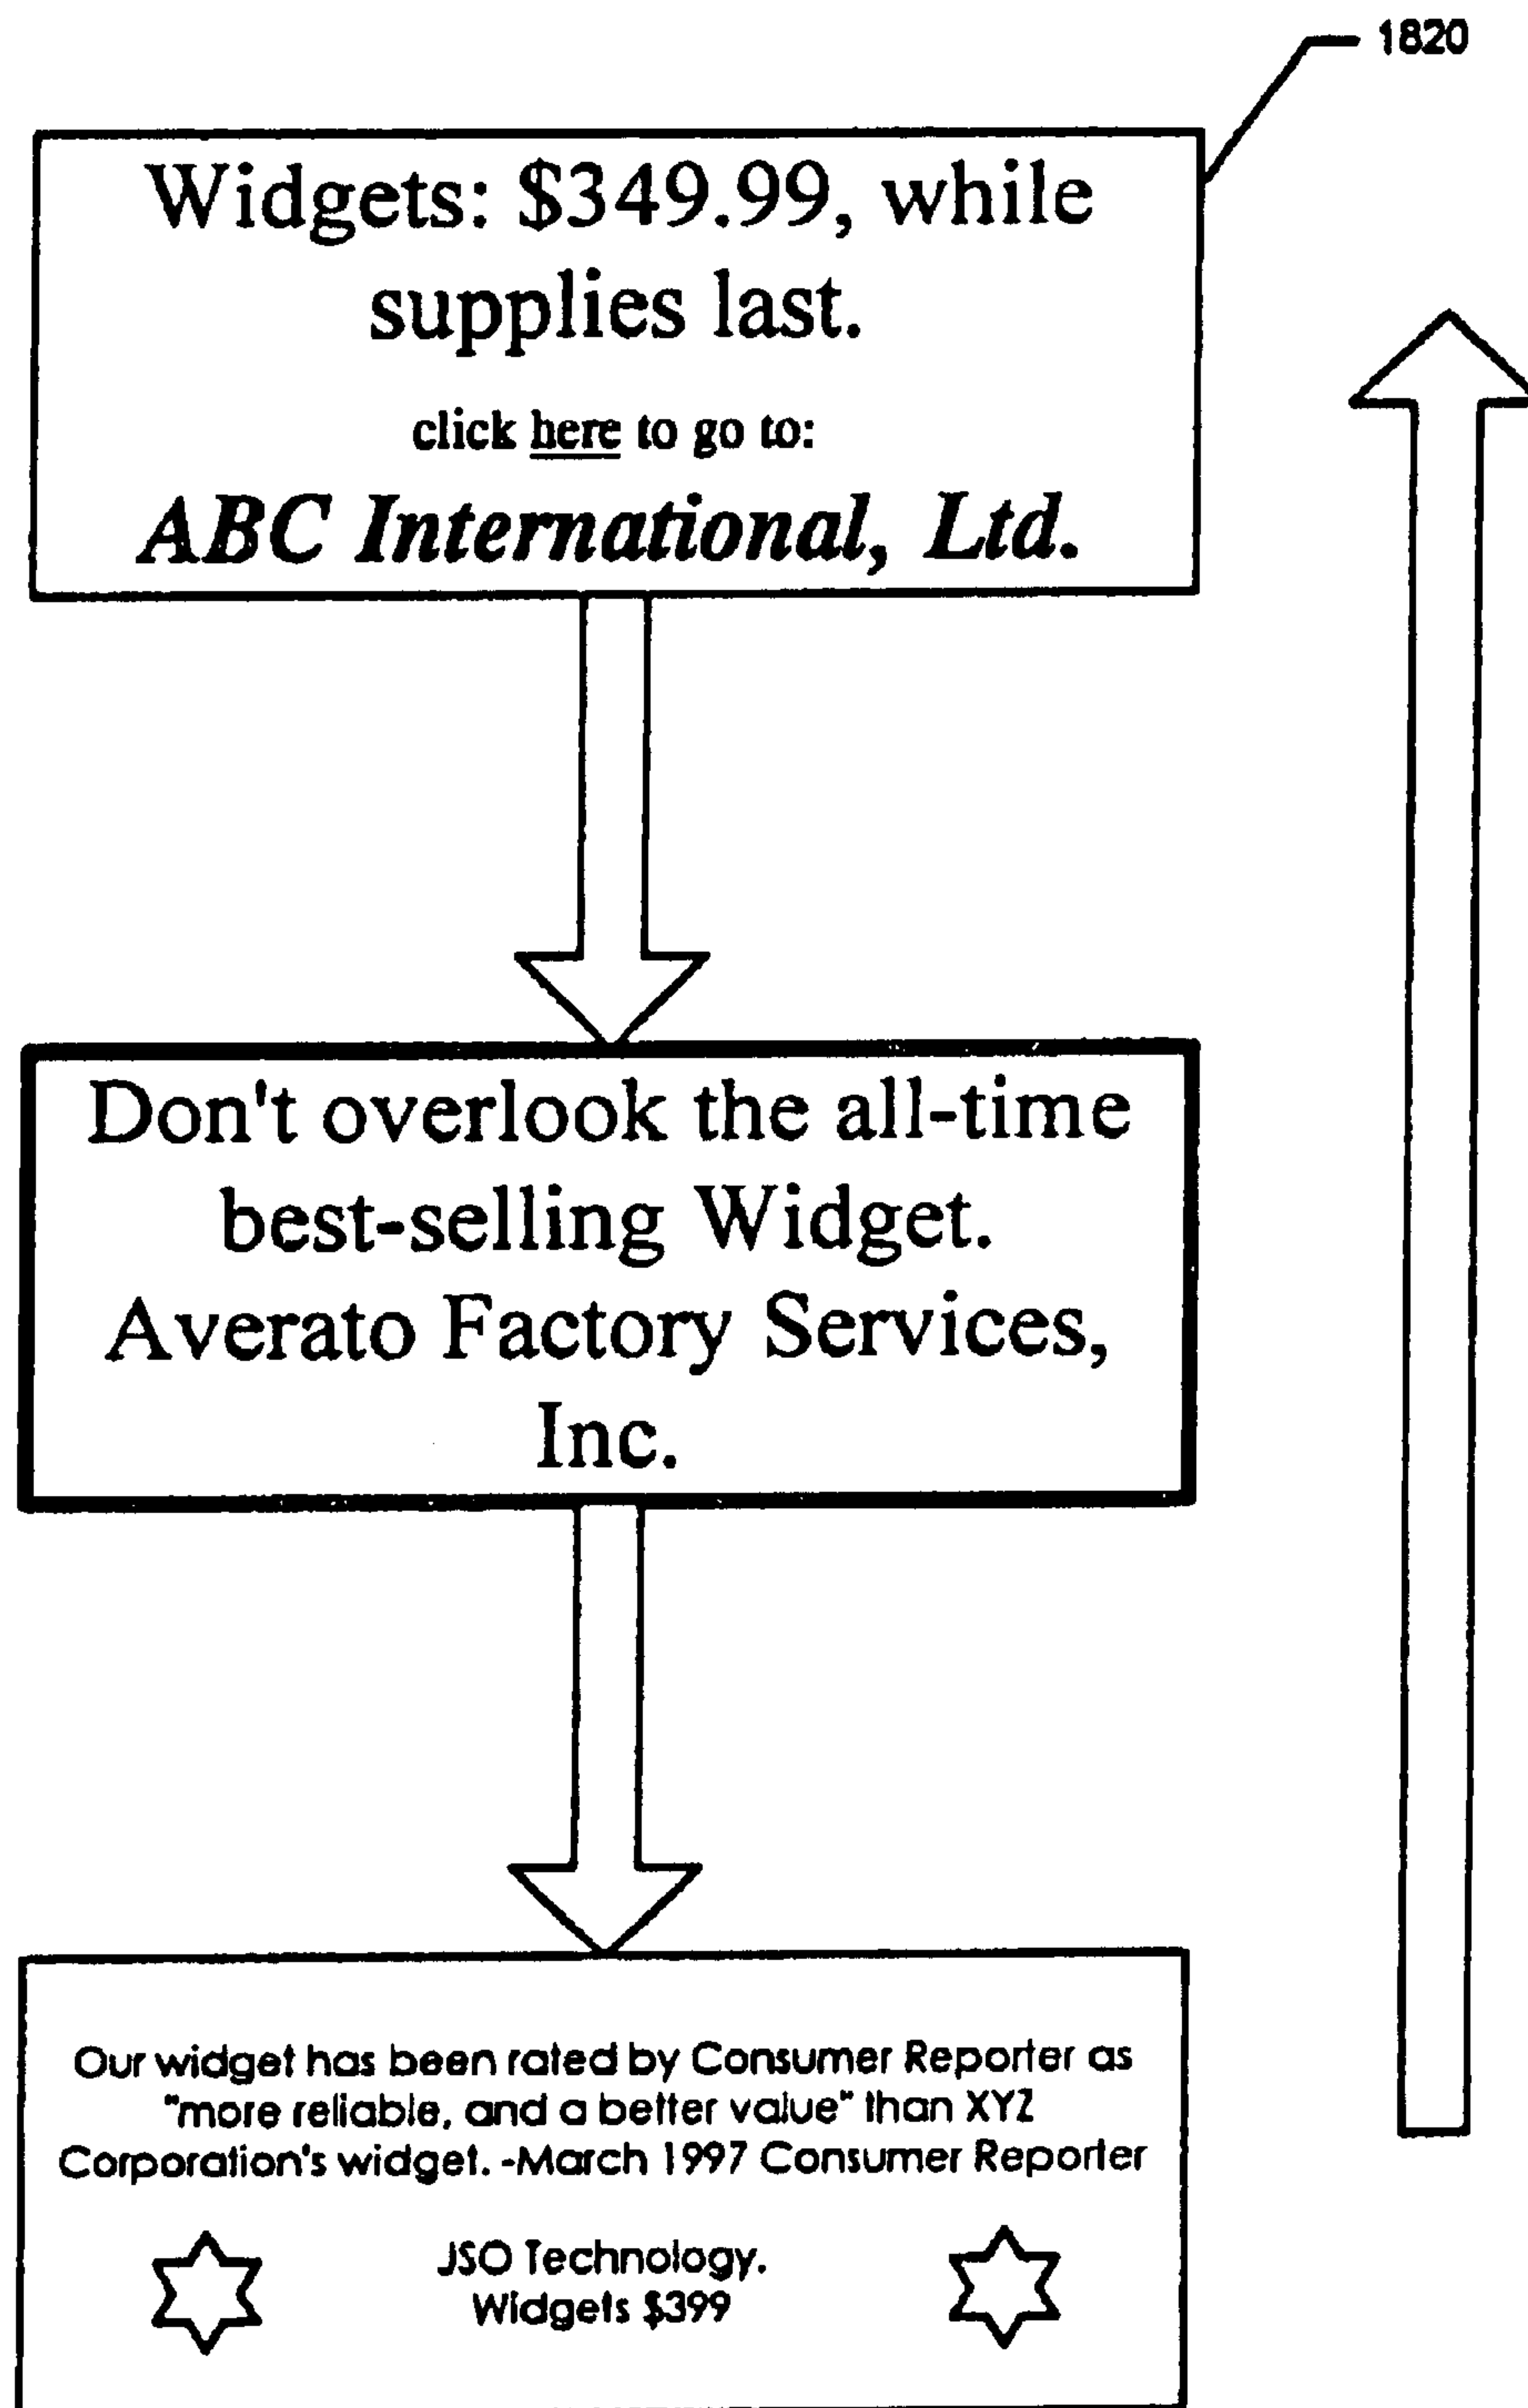 1820
Widgets: $349.99, while
supplies last.
click here to go to:
ABC International, Ltd.
Don't overlook the all-time
best-selling Widget.
Averato Factory Services,
Inc.
Our widget has been rated by Consumer Reporter as
"more reliable, and a better value" than XYZ
Corporation's widget. -March 1997 Consumer Reporter
JSO Technology.
Widgets $399